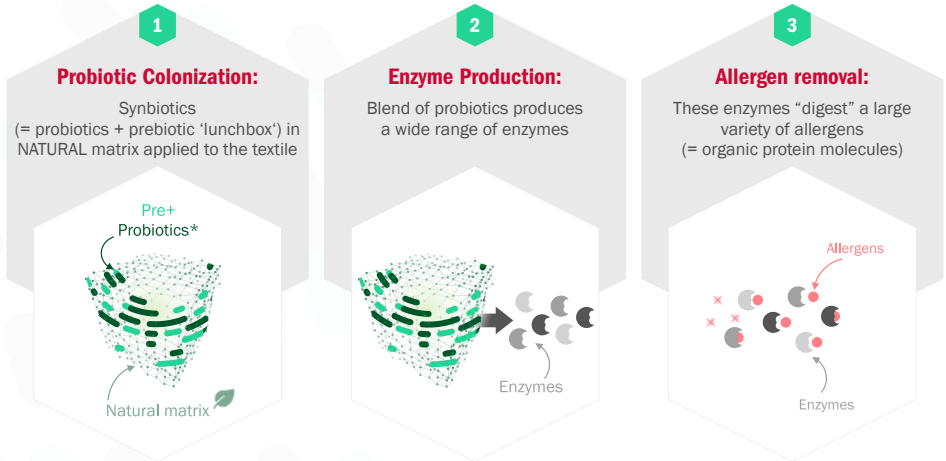 1
Probiotic Colonization:
Synbiotics
(= probiotics + prebiotic ‘lunchbox‘) in
NATURAL matrix applied to the textile
Pre+
Probiotics*
Natural matrix
2
Enzyme Production:
Blend of probiotics produces
a wide range of enzymes
Enzymes
3
Allergen removal:
These enzymes “digest” a large
variety of allergens
(= organic protein molecules)
Allergens
Enzymes